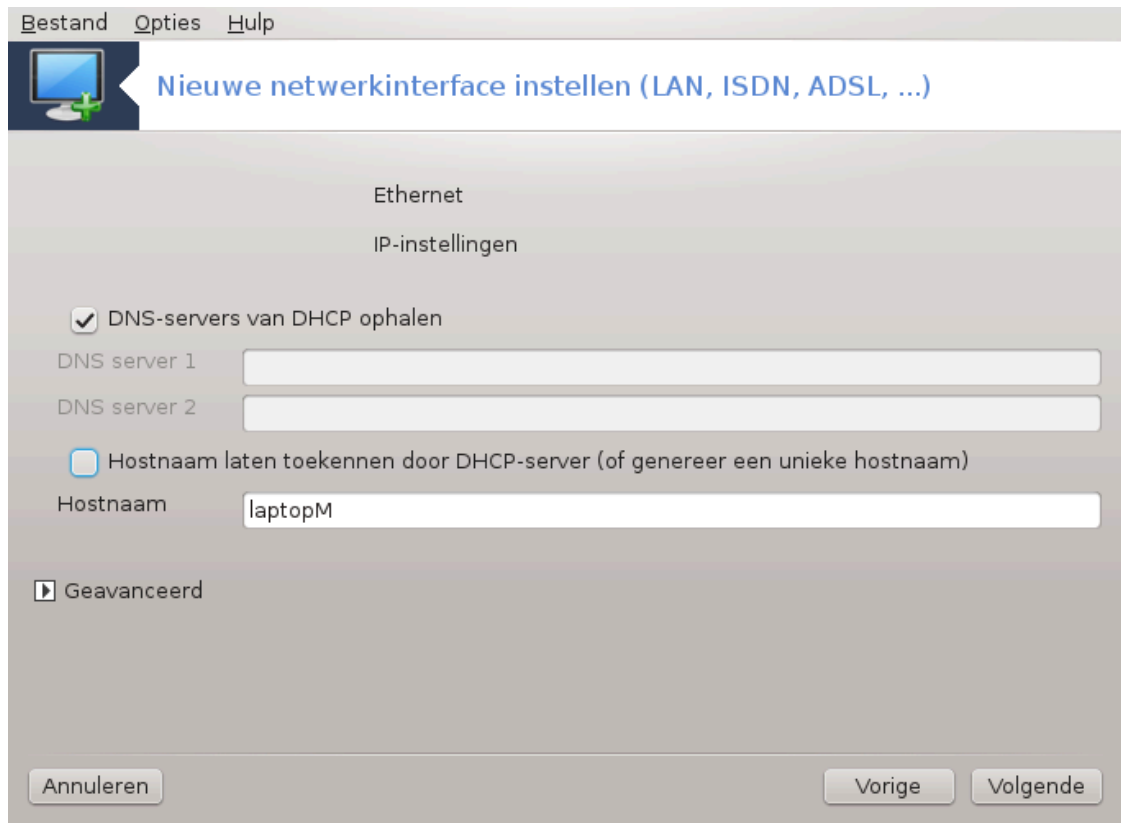 Bestand Opties Hulp
Nieuwe netwerkinterface instellen (LAN, ISDN, ADSL, ...)
Ethernet
IP-instellingen
DNS-servers van DHCP ophalen
DNS server 1
DNS server 2
Hostnaam laten toekennen door DHCP-server (of genereer een unieke hostnaam)
Hostnaam laptopM
Geavanceerd
Annuleren Vorige Volgende